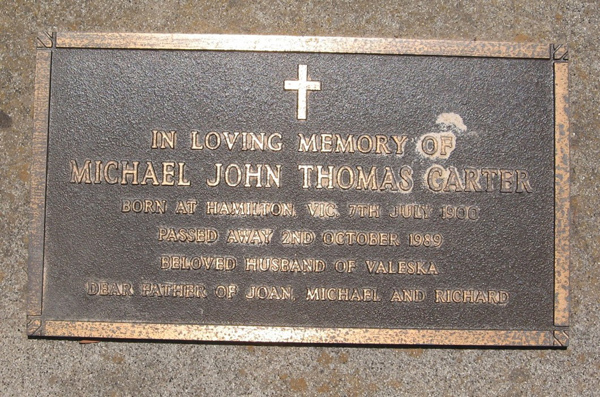 IN LOVING MEMORY OF
MICHAEL JOHN THOMAS CARTER
BORN AT HAMILTON, VIC. 7TH JULY
PASSED AWAY 2ND OCTOBER 1989
BELOVED HUSBAND OF VALESKA
DEAR FATHER OF JOAN, MICHAEL AND RICHARD